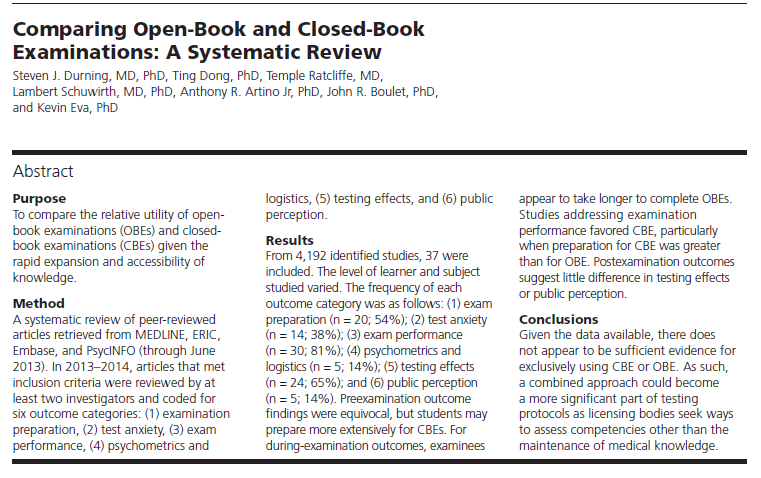 Comparing Open-Book and Closed-Book
Examinations: A Systematic Review
Steven J. Durning, MD, PhD, Ting Dong, PhD, Temple Ratcliffe, MD,
Lambert Schuwirth, MD, PhD, Anthony R. Artino Jr, PhD, John R. Boulet, PhD,
and Kevin Eva, PhD
Abstract
Purpose
To compare the relative utility of open-
book examinations (OBEs) and closed-
book examinations (CBEs) given the
rapid expansion and accessibility of
knowledge.
Method
A systematic review of peer-reviewed
articles retrieved from MEDLINE, ERIC,
Embase, and PsycINFO (through June
2013). In 2013–2014, articles that met
inclusion criteria were reviewed by at
least two investigators and coded for
six outcome categories: (1) examination
preparation, (2) test anxiety, (3) exam
performance, (4) psychometrics and
logistics, (5) testing effects, and (6) public
perception.
Results
From 4,192 identified studies, 37 were
included. The level of learner and subject
studied varied. The frequency of each
outcome category was as follows: (1) exam
preparation (n = 20; 54%); (2) test anxiety
(n = 14; 38%); (3) exam performance
(n = 30; 81%); (4) psychometrics and
logistics (n = 5; 14%); (5) testing effects
(n = 24; 65%); and (6) public perception
(n = 5; 14%). Preexamination outcome
findings were equivocal, but students may
prepare more extensively for CBEs. For
during-examination outcomes, examinees
appear to take longer to complete OBEs.
Studies addressing examination
performance favored CBE, particularly
when preparation for CBE was greater
than for OBE. Postexamination outcomes
suggest little difference in testing effects
or public perception.
Conclusions
Given the data available, there does
not appear to be sufficient evidence for
exclusively using CBE or OBE. As such,
a combined approach could become
a more significant part of testing
protocols as licensing bodies seek ways
to assess competencies other than the
maintenance of medical knowledge.